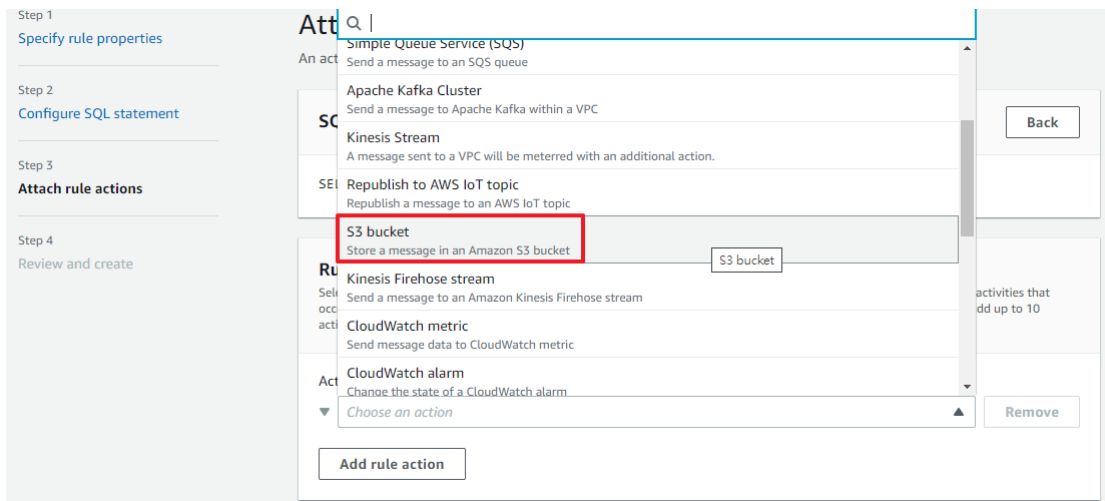 Step 1
Specify rule properties
Step 2
Configure SQL statement
Step 3
Attach rule actions
Step 4
Review and create
Att
An act
Simple Queue Service (SQS)
Send a message to an SQS queue
Apache Kafka Cluster
Send a message to Apache Kafka within a VPC
SQ
Back
Kinesis Stream
A message sent to a VPC will be meterred with an additional action.
SEL
Republish to AWS IoT topic
Republish a message to an AWS IoT topic
S3 bucket
Store a message in an Amazon S3 bucket
S3 bucket
Ru
Kinesis Firehose stream
Send a message to an Amazon Kinesis Firehose stream
Sele
activities that
occ
dd up to 10
acti
CloudWatch metric
Send message data to CloudWatch metric
CloudWatch alarm
Change the state of a CloudWatch alarm
Act
Choose an action
Remove
Add rule action